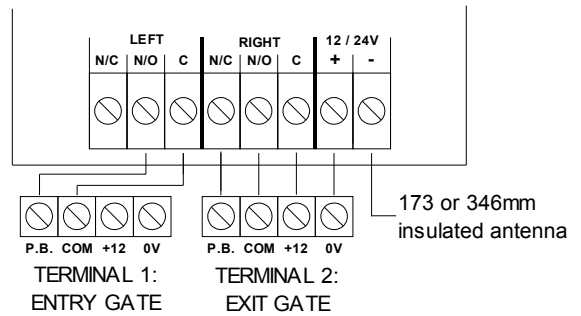 LEFT RIGHT 12 / 24V
N/C N/O C N/C N/O C + -
173 or 346mm
insulated antenna
P.B. COM +12 0V P.B. COM +12 0V
TERMINAL 1:
ENTRY GATE
TERMINAL 2:
EXIT GATE